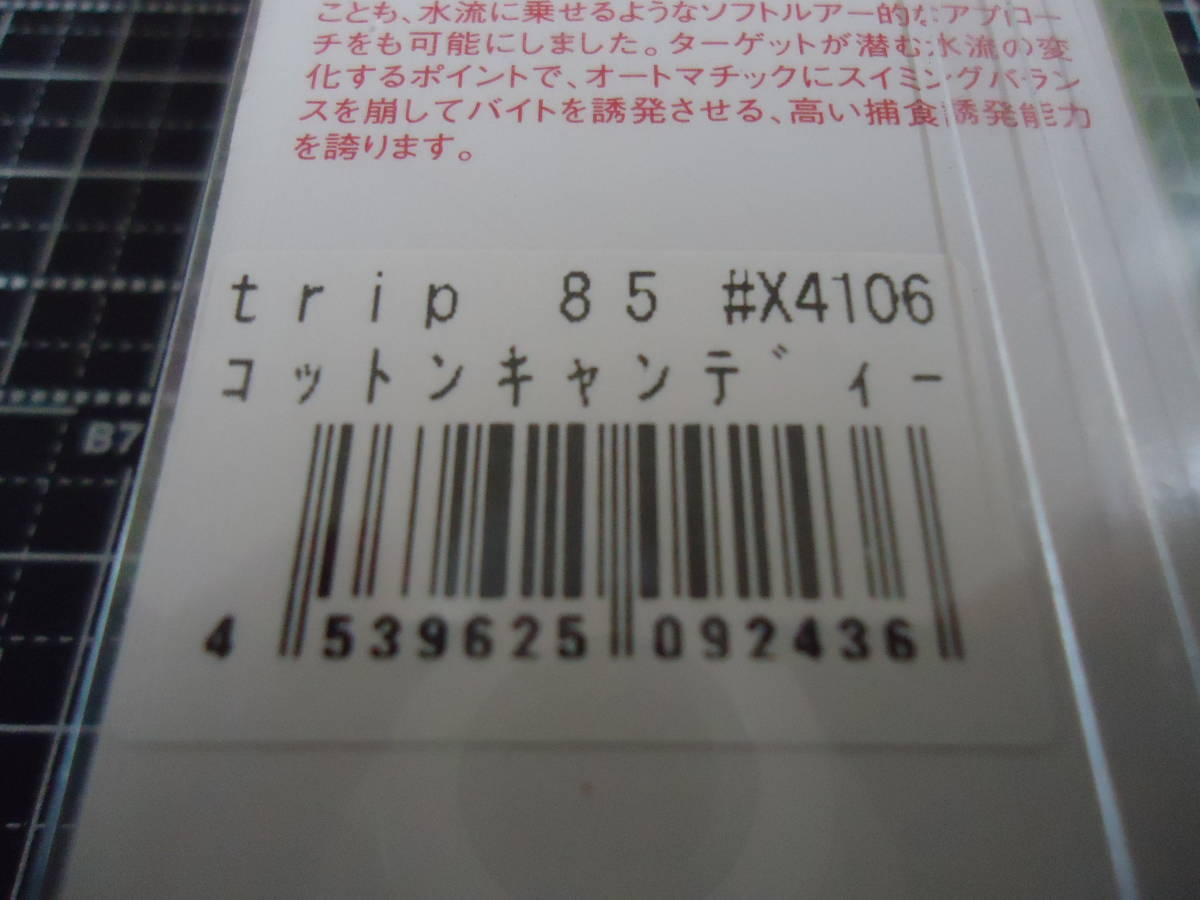 ことも、水流に乗せるようなソフトルアー的なアプロー
チをも可能にしました。ターゲットが潜む水流の変
化するポイントで、オートマチックにスイミングバラン
スを崩してバイトを誘発させる、高い捕食誘発能力
を誇ります。
trip 85 #X4106
コットンキャンディー
4 539625 092436
B7